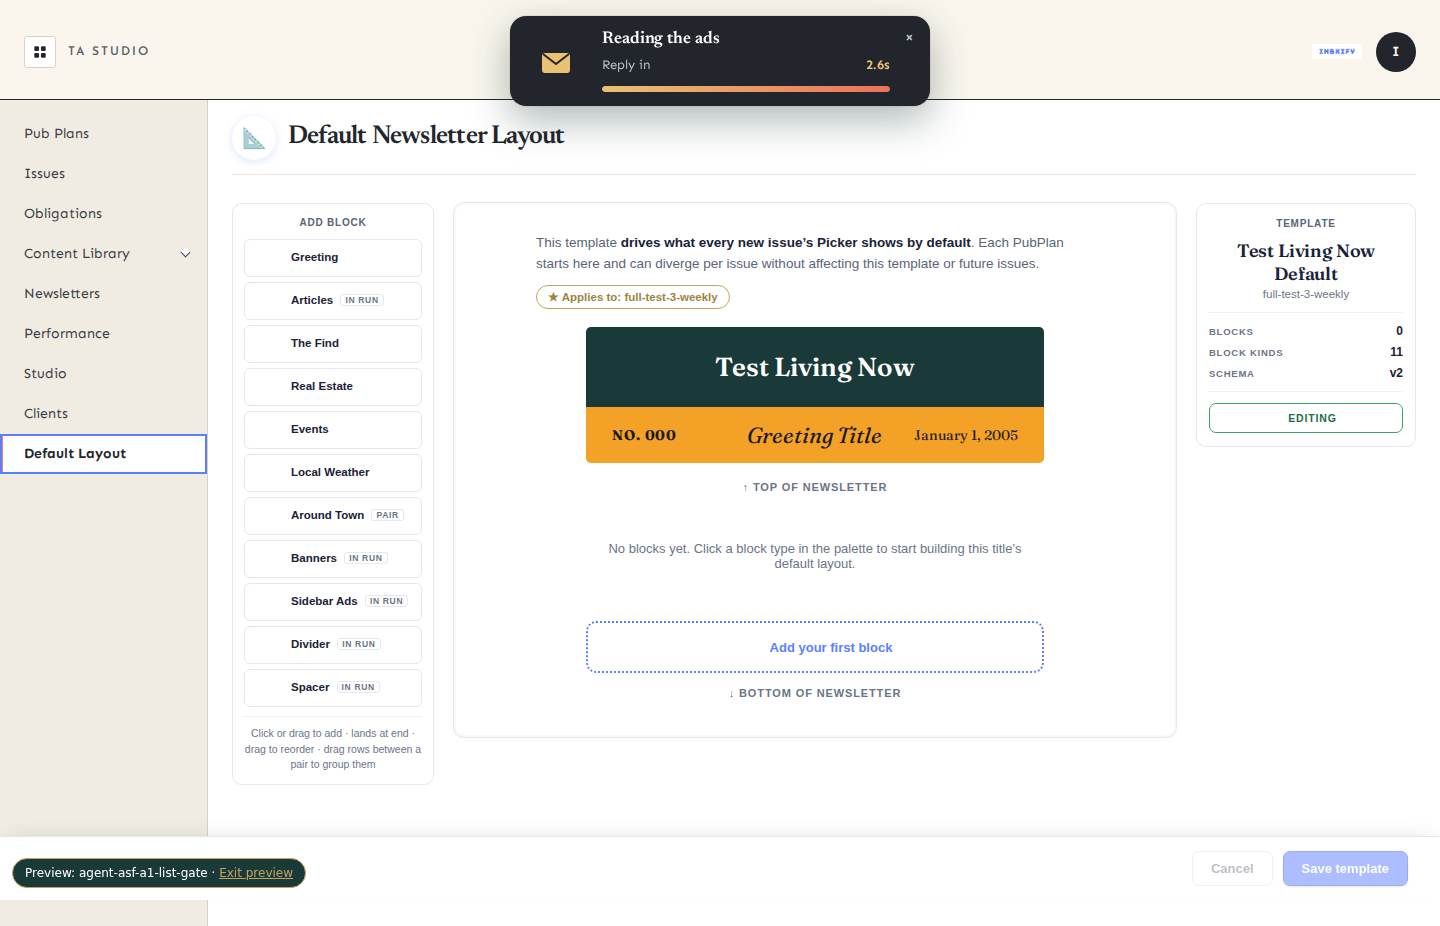 TA STUDIO
Reading the ads
×
Reply in
2.6s
INBXIFY
I
Pub Plans
Issues
Obligations
Content Library
Newsletters
Performance
Studio
Clients
Default Layout
Default Newsletter Layout
ADD BLOCK
Greeting
Articles IN RUN
The Find
Real Estate
Events
Local Weather
Around Town PAIR
Banners IN RUN
Sidebar Ads IN RUN
Divider IN RUN
Spacer IN RUN
Click or drag to add · lands at end ·
drag to reorder · drag rows between a
pair to group them
This template drives what every new issue’s Picker shows by default. Each PubPlan
starts here and can diverge per issue without affecting this template or future issues.
★ Applies to: full-test-3-weekly
Test Living Now
NO. 000
Greeting Title
January 1, 2005
↑ TOP OF NEWSLETTER
No blocks yet. Click a block type in the palette to start building this title’s
default layout.
Add your first block
↓ BOTTOM OF NEWSLETTER
TEMPLATE
Test Living Now
Default
full-test-3-weekly
BLOCKS 0
BLOCK KINDS 11
SCHEMA v2
EDITING
Preview: agent-asf-a1-list-gate · Exit preview
Cancel
Save template